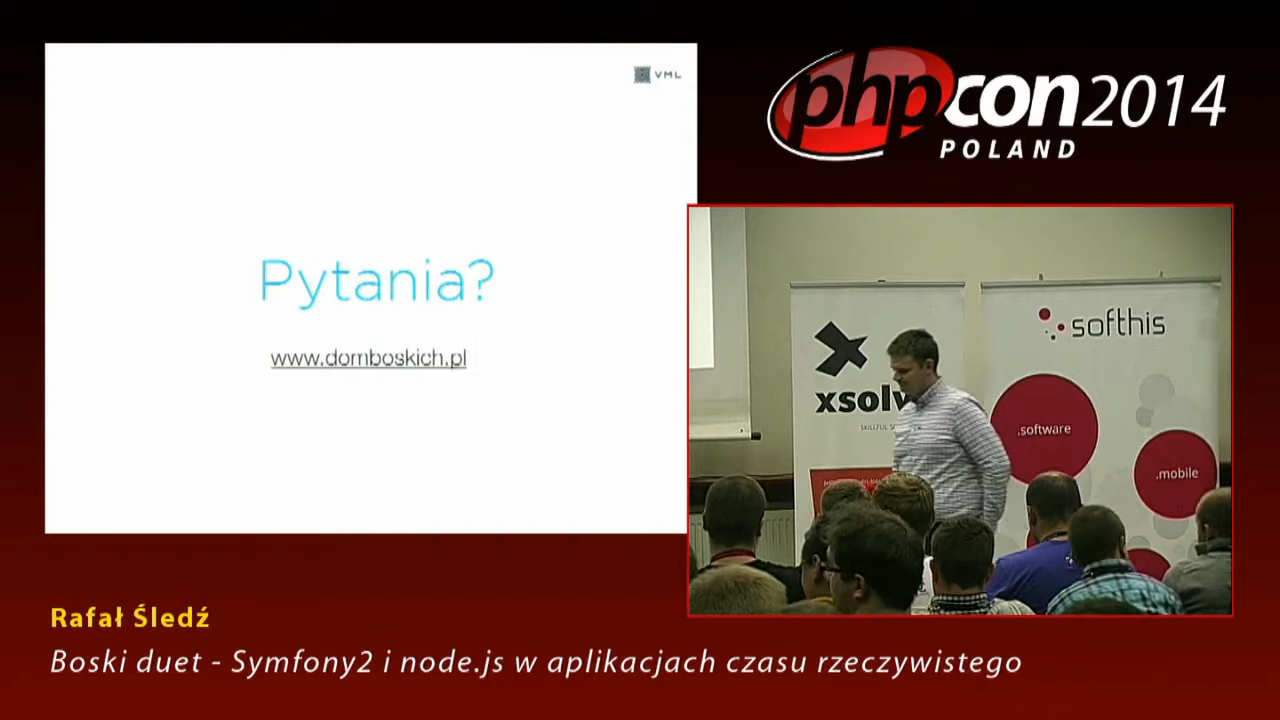 VML
phpcon2014
POLAND
Pytania?
www.domboskich.pl
xsolv
softhis
.software
.mobile
Rafał Śledź
Boski duet - Symfony2 i node.js w aplikacjach czasu rzeczywistego